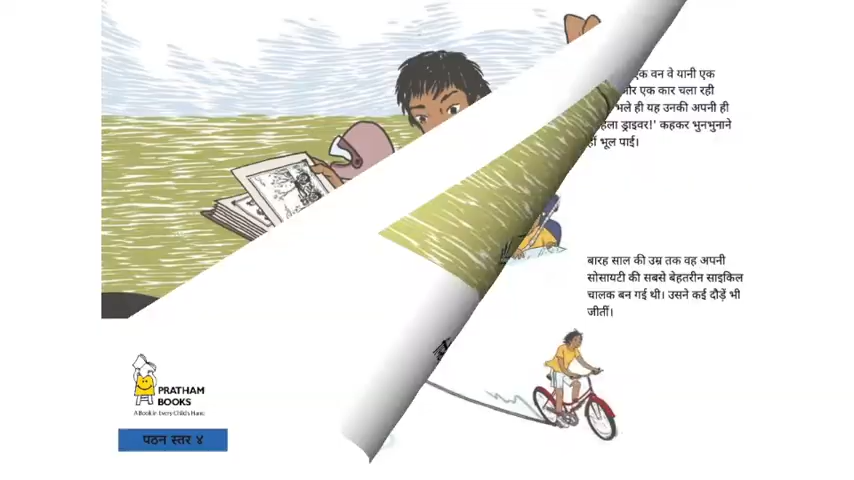 एक वन वे यानी एक
और एक कार चला रही
भले ही यह उनकी अपनी ही
ड्राइवर!' कहकर भुनभुनाने
भूल पाई।
बारह साल की उम्र तक वह अपनी
सोसायटी की सबसे बेहतरीन साइकिल
चालक बन गई थी। उसने कई दौड़ें भी
जीतीं।
PRATHAM
BOOKS
A Book in Every Child's Hand
पठन स्तर ४